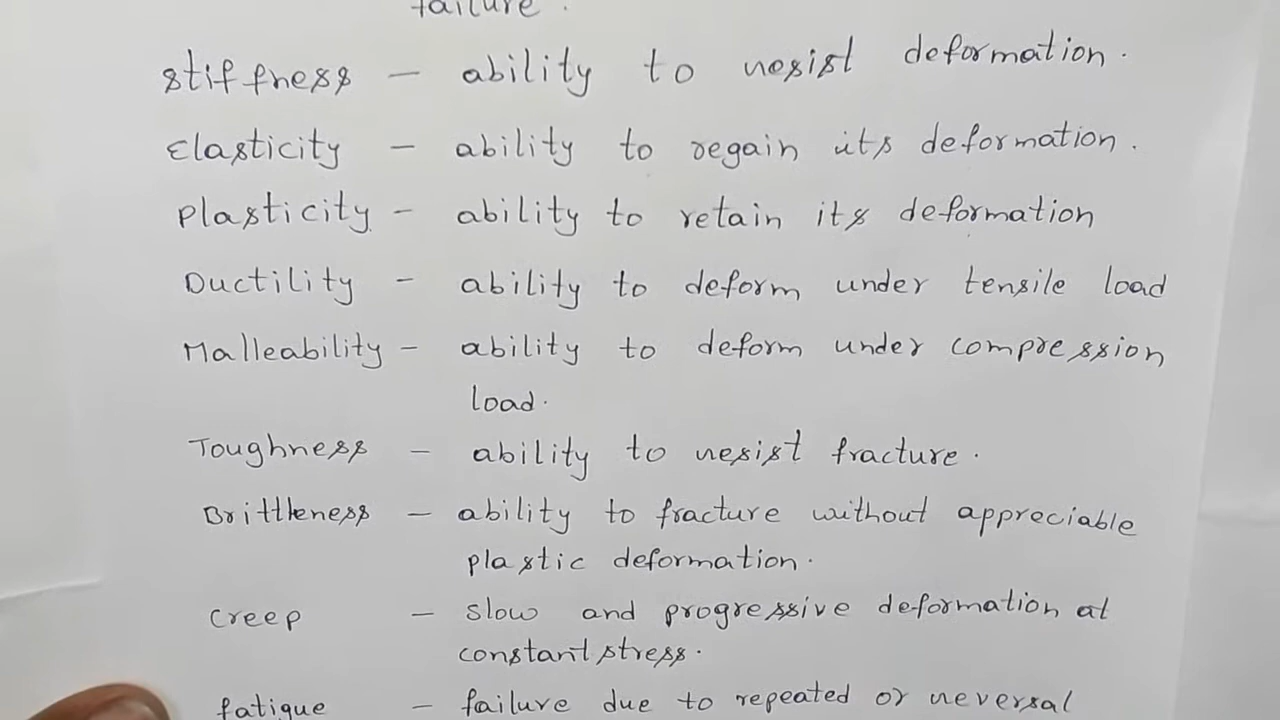 failure.
stiffness - ability to resist deformation.
Elasticity - ability to regain its deformation.
Plasticity - ability to retain its deformation
Ductility - ability to deform under tensile load
Malleability - ability to deform under compression
load.
Toughness - ability to resist fracture.
Brittleness - ability to fracture without appreciable
plastic deformation.
Creep - slow and progressive deformation at
constant stress.
fatigue - failure due to repeated or reversal